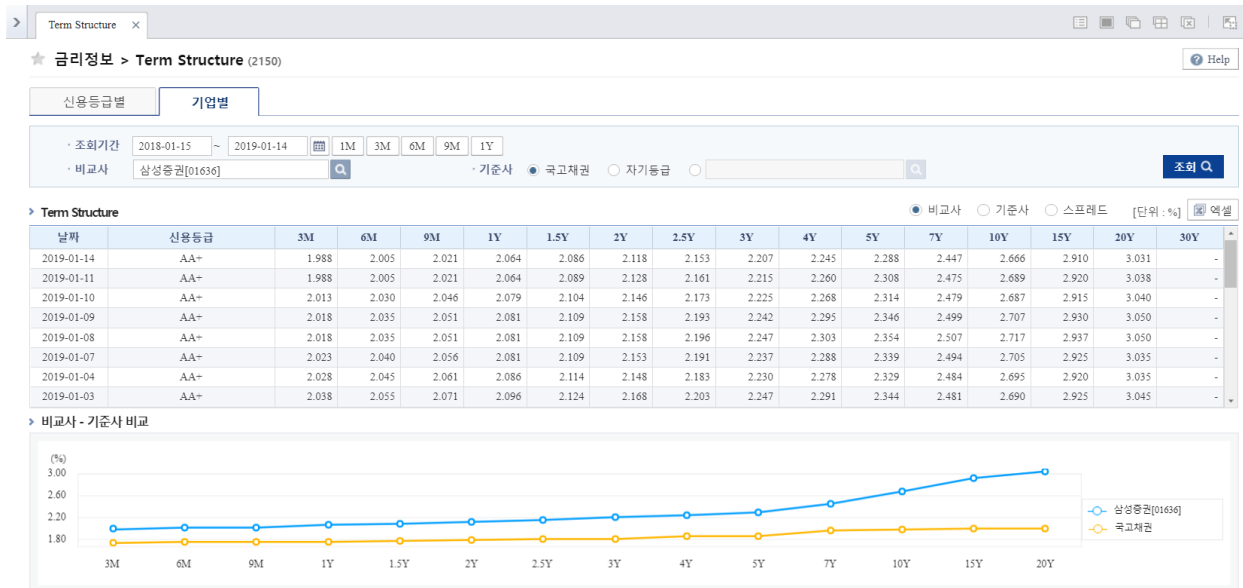 Term Structure
금리정보 > Term Structure (2150)
Help
신용등급별 기업별
· 조회기간 2018-01-15 ~ 2019-01-14 1M 3M 6M 9M 1Y
· 비교사 삼성증권[01636] · 기준사 국고채권 자기등급 조회
Term Structure 비교사 기준사 스프레드 [단위 : %] 엑셀
날짜 신용등급 3M 6M 9M 1Y 1.5Y 2Y 2.5Y 3Y 4Y 5Y 7Y 10Y 15Y 20Y 30Y
2019-01-14 AA+ 1.988 2.005 2.021 2.064 2.086 2.118 2.153 2.207 2.245 2.288 2.447 2.666 2.910 3.031 -
2019-01-11 AA+ 1.988 2.005 2.021 2.064 2.089 2.128 2.161 2.215 2.260 2.308 2.475 2.689 2.920 3.038 -
2019-01-10 AA+ 2.013 2.030 2.046 2.079 2.104 2.146 2.173 2.225 2.268 2.314 2.479 2.687 2.915 3.040 -
2019-01-09 AA+ 2.018 2.035 2.051 2.081 2.109 2.158 2.193 2.242 2.295 2.346 2.499 2.707 2.930 3.050 -
2019-01-08 AA+ 2.018 2.035 2.051 2.081 2.109 2.158 2.196 2.247 2.303 2.354 2.507 2.717 2.937 3.050 -
2019-01-07 AA+ 2.023 2.040 2.056 2.081 2.109 2.153 2.191 2.237 2.288 2.339 2.494 2.705 2.925 3.035 -
2019-01-04 AA+ 2.028 2.045 2.061 2.086 2.114 2.148 2.183 2.230 2.278 2.329 2.484 2.695 2.920 3.035 -
2019-01-03 AA+ 2.038 2.055 2.071 2.096 2.124 2.168 2.203 2.247 2.291 2.344 2.481 2.690 2.925 3.045 -
비교사 - 기준사 비교
(%)
3.00
2.60
2.20
1.80
3M 6M 9M 1Y 1.5Y 2Y 2.5Y 3Y 4Y 5Y 7Y 10Y 15Y 20Y
삼성증권[01636]
국고채권